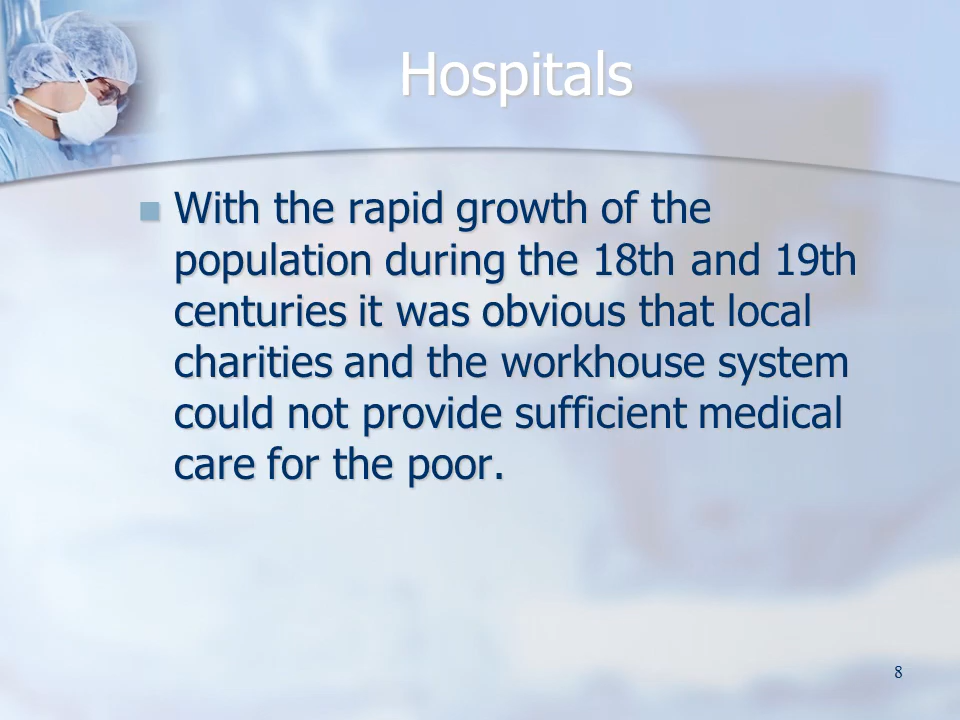 Hospitals
With the rapid growth of the
population during the 18th and 19th
centuries it was obvious that local
charities and the workhouse system
could not provide sufficient medical
care for the poor.
8